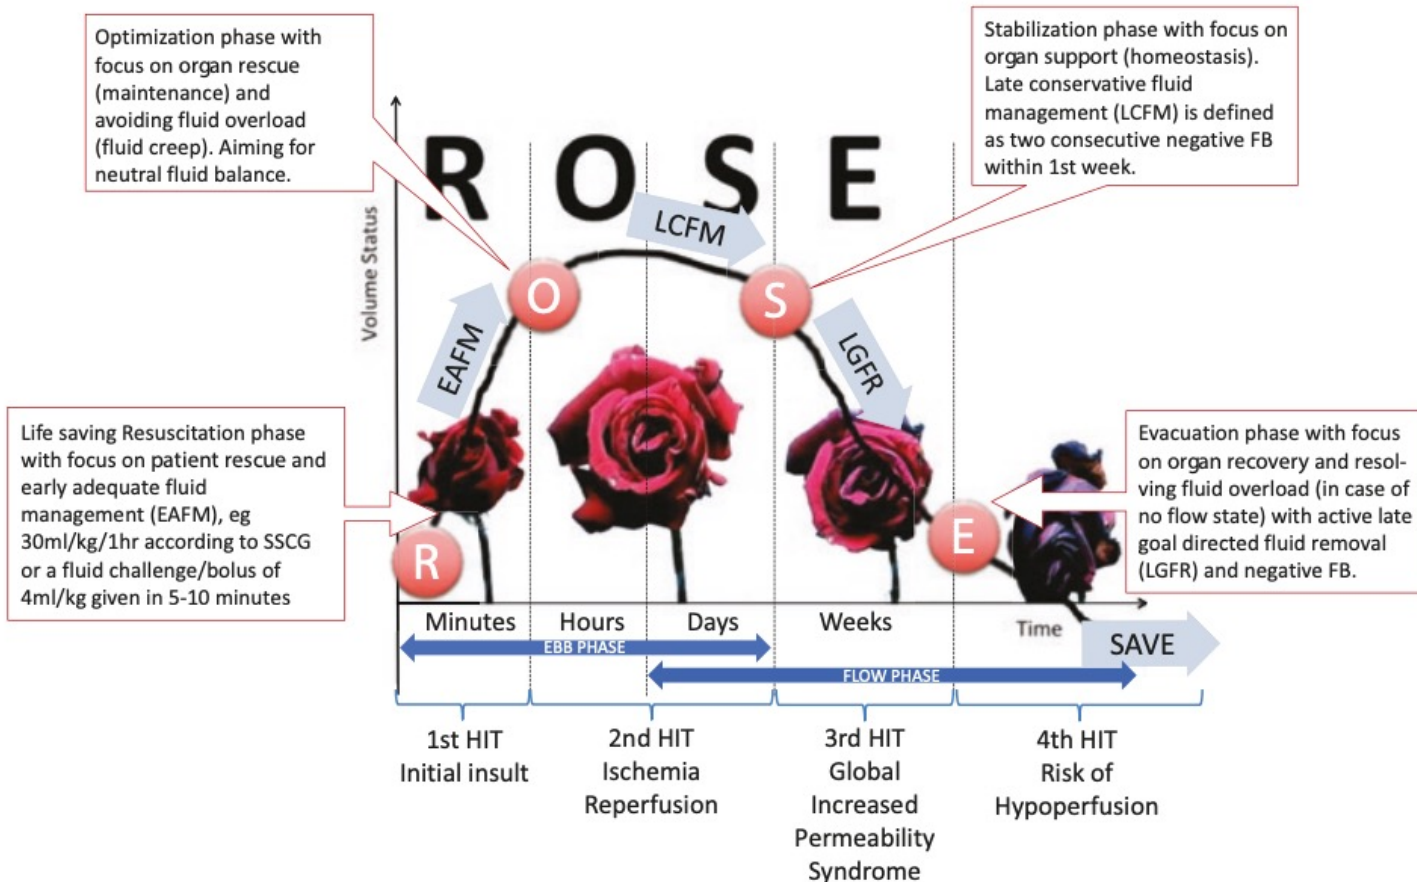 Optimization phase with
focus on organ rescue
(maintenance) and
avoiding fluid overload
(fluid creep). Aiming for
neutral fluid balance.
Stabilization phase with focus on
organ support (homeostasis).
Late conservative fluid
management (LCFM) is defined
as two consecutive negative FB
within 1st week.
R O S E
Volume Status
LCFM
O
S
EAFM
LGFR
Life saving Resuscitation phase
with focus on patient rescue and
early adequate fluid
management (EAFM), eg
30ml/kg/1hr according to SSCG
or a fluid challenge/bolus of
4ml/kg given in 5-10 minutes
Evacuation phase with focus
on organ recovery and resol-
ving fluid overload (in case of
no flow state) with active late
goal directed fluid removal
(LGFR) and negative FB.
R
E
Minutes Hours Days Weeks Time
SAVE
EBB PHASE
FLOW PHASE
1st HIT
Initial insult
2nd HIT
Ischemia
Reperfusion
3rd HIT
Global
Increased
Permeability
Syndrome
4th HIT
Risk of
Hypoperfusion